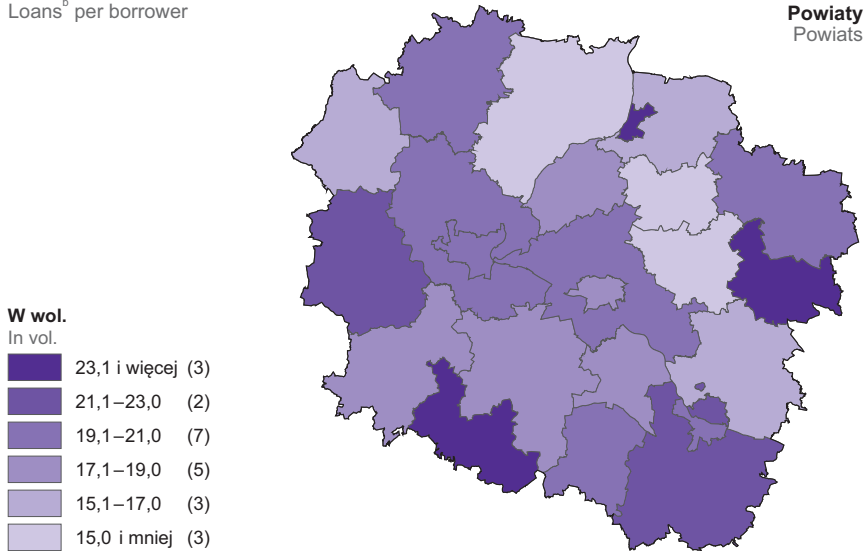 Loansᵇ per borrower
Powiaty
Powiats
W wol.
In vol.
23,1 i więcej (3)
21,1–23,0 (2)
19,1–21,0 (7)
17,1–19,0 (5)
15,1–17,0 (3)
15,0 i mniej (3)